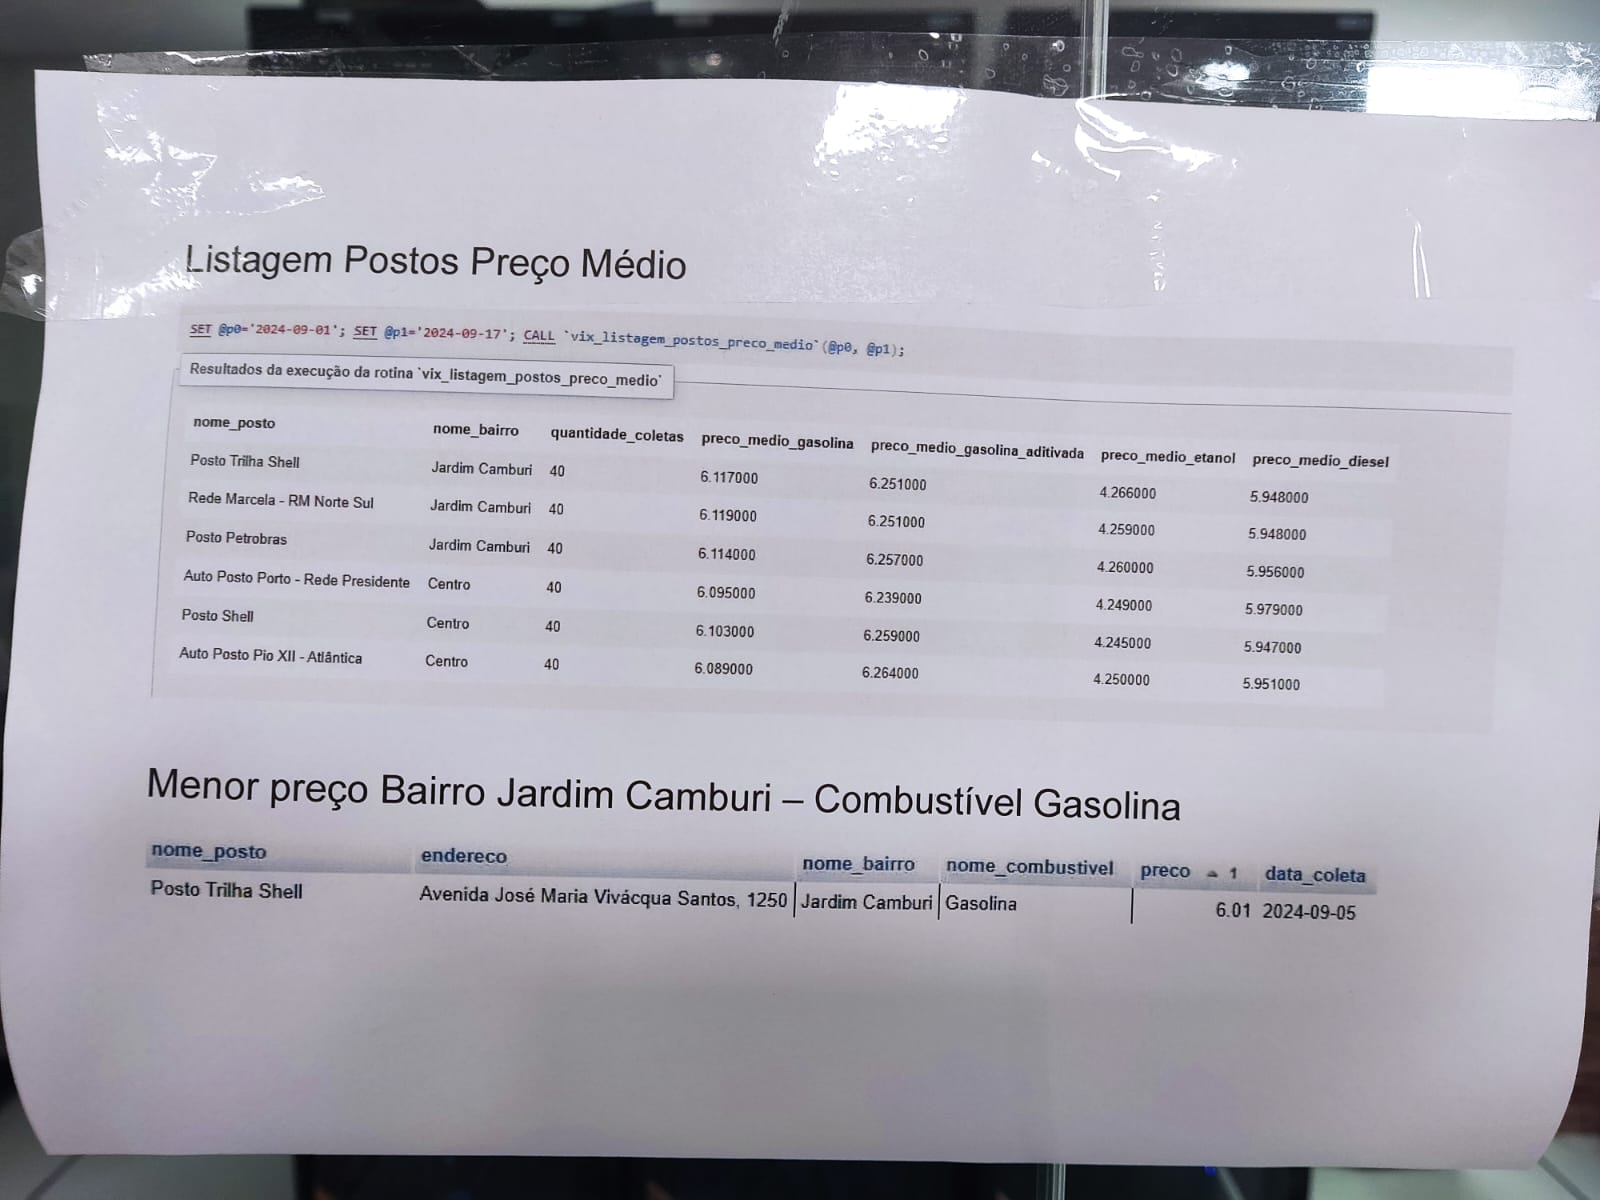 Listagem Postos Preço Médio
SET @p0='2024-09-01'; SET @p1='2024-09-17'; CALL `vix_listagem_postos_preco_medio`(@p0, @p1);
Resultados da execução da rotina `vix_listagem_postos_preco_medio`
nome_posto nome_bairro quantidade_coletas preco_medio_gasolina preco_medio_gasolina_aditivada preco_medio_etanol preco_medio_diesel
Posto Trilha Shell Jardim Camburi 40 6.117000 6.251000 4.266000 5.948000
Rede Marcela - RM Norte Sul Jardim Camburi 40 6.119000 6.251000 4.259000 5.948000
Posto Petrobras Jardim Camburi 40 6.114000 6.257000 4.260000 5.956000
Auto Posto Porto - Rede Presidente Centro 40 6.095000 6.239000 4.249000 5.979000
Posto Shell Centro 40 6.103000 6.259000 4.245000 5.947000
Auto Posto Pio XII - Atlântica Centro 40 6.089000 6.264000 4.250000 5.951000
Menor preço Bairro Jardim Camburi – Combustível Gasolina
nome_posto endereco nome_bairro nome_combustivel preco ▲ 1 data_coleta
Posto Trilha Shell Avenida José Maria Vivácqua Santos, 1250 Jardim Camburi Gasolina 6.01 2024-09-05